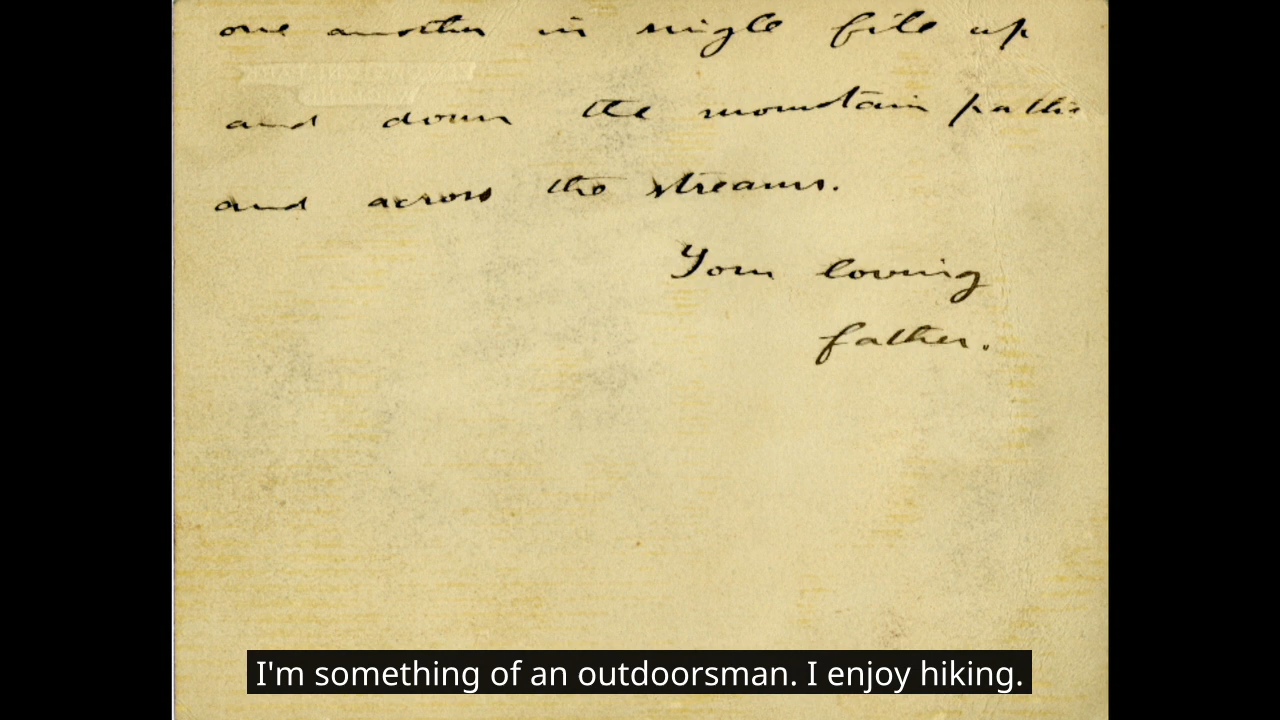 one another in single file up
and down the mountain paths
and across the streams.
Your loving
father.
I'm something of an outdoorsman. I enjoy hiking.